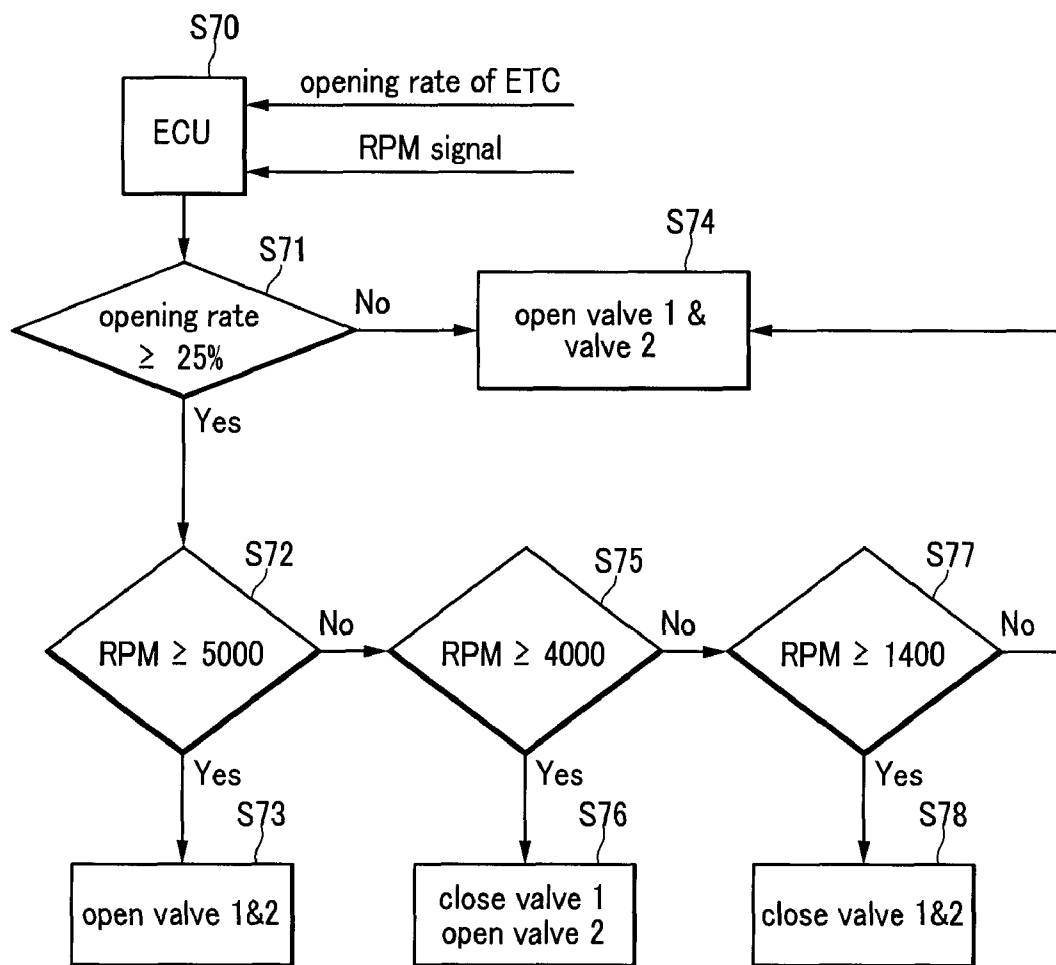 S70
ECU
opening rate of ETC
RPM signal
S71
opening rate
≥ 25%
No
Yes
S74
open valve 1 &
valve 2
S72
RPM ≥ 5000
No
Yes
S75
RPM ≥ 4000
No
Yes
S77
RPM ≥ 1400
No
Yes
S73
open valve 1&2
S76
close valve 1
open valve 2
S78
close valve 1&2